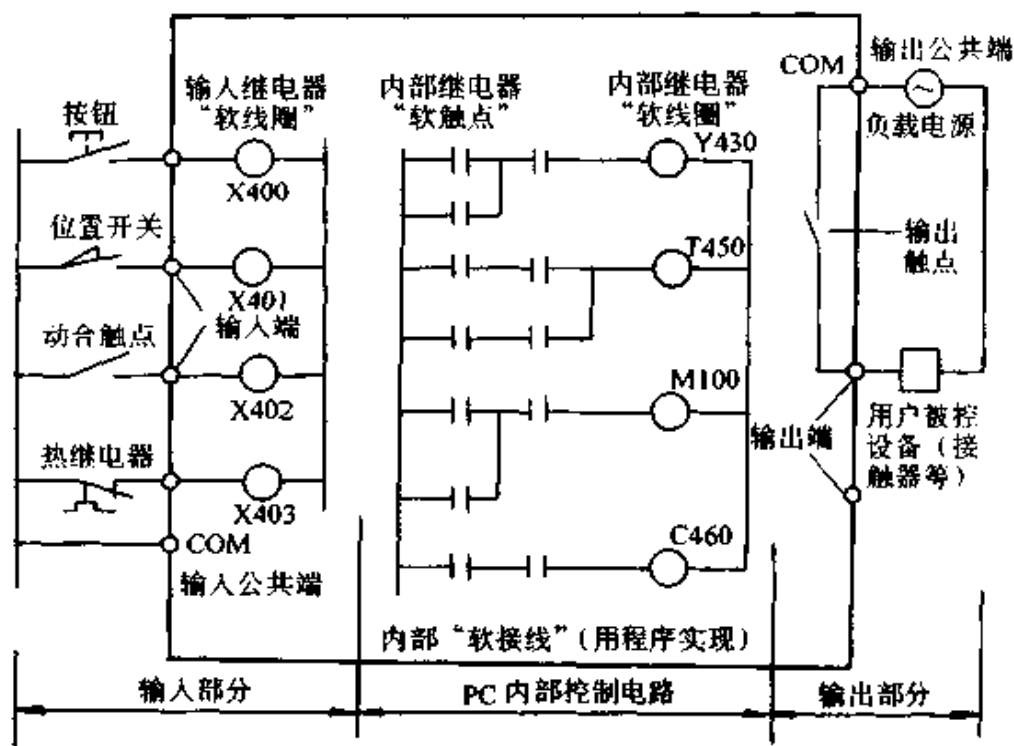 COM
输出公共端
输入继电器
“软线圈”
内部继电器
“软触点”
内部继电器
“软线圈”
按钮
负载电源
Y430
X400
位置开关
T450
输出
触点
X401
输入端
动合触点
M100
X402
用户被控
设备(接
触器等)
输出端
热继电器
X403
C460
COM
输入公共端
内部“软接线”(用程序实现)
输入部分
PC内部控制电路
输出部分